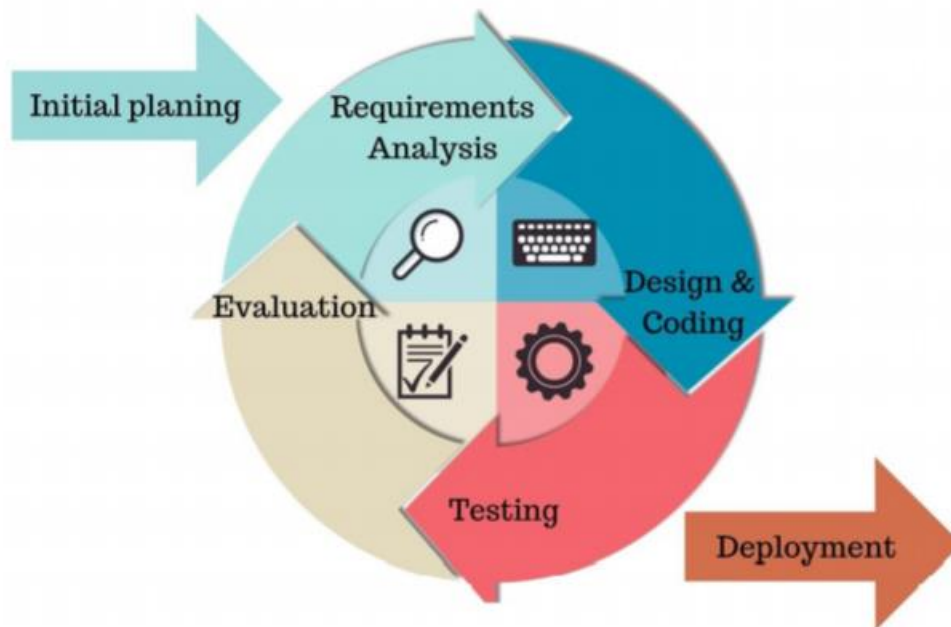 Initial planing
Requirements
Analysis
Design &
Coding
Evaluation
Testing
Deployment